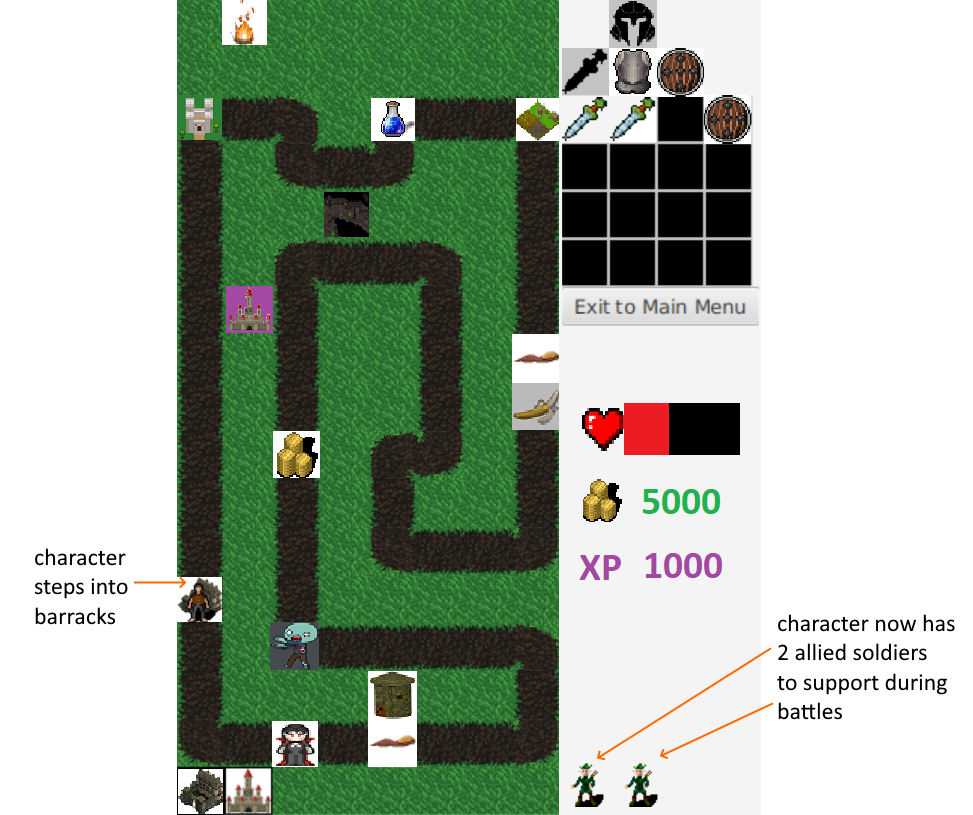 Exit to Main Menu
5000
XP 1000
character
steps into
barracks
character now has
2 allied soldiers
to support during
battles